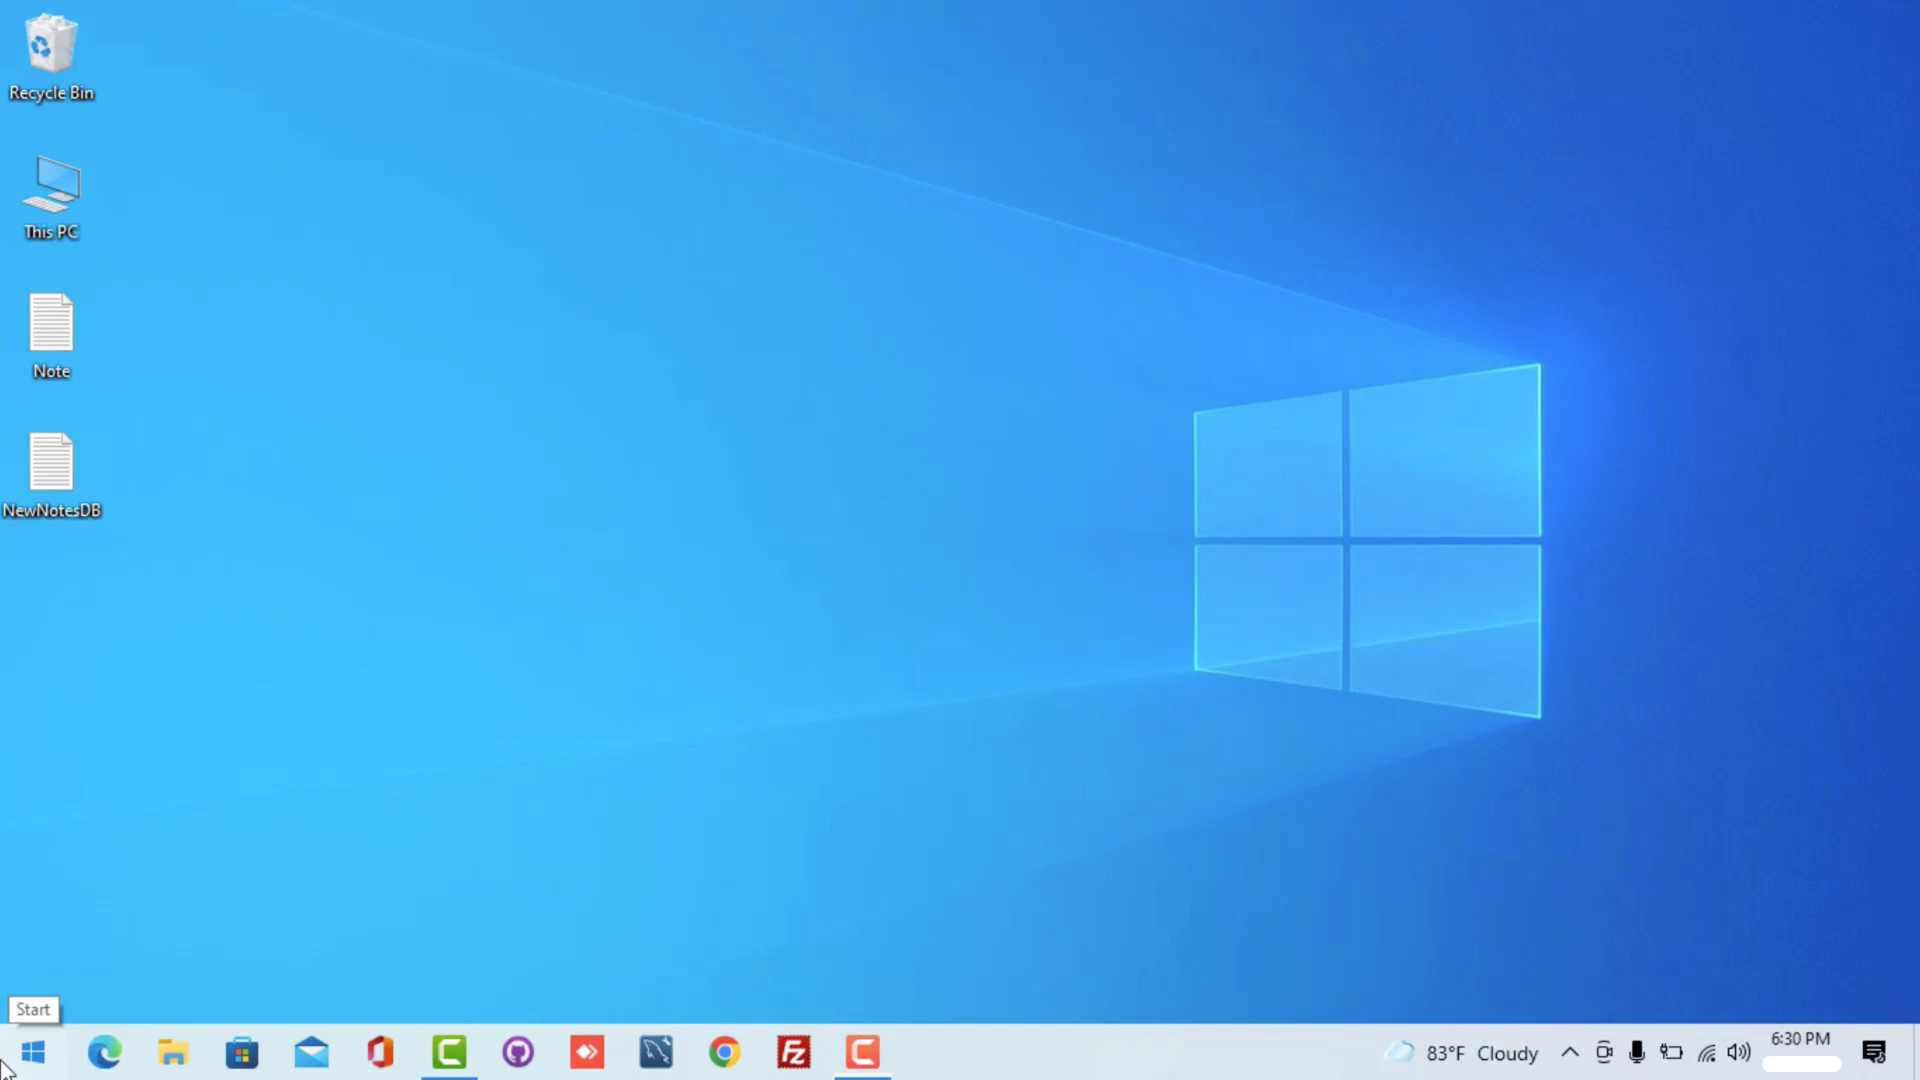 Recycle Bin
This PC
Note
NewNotesDB
Start
83°F Cloudy
6:30 PM